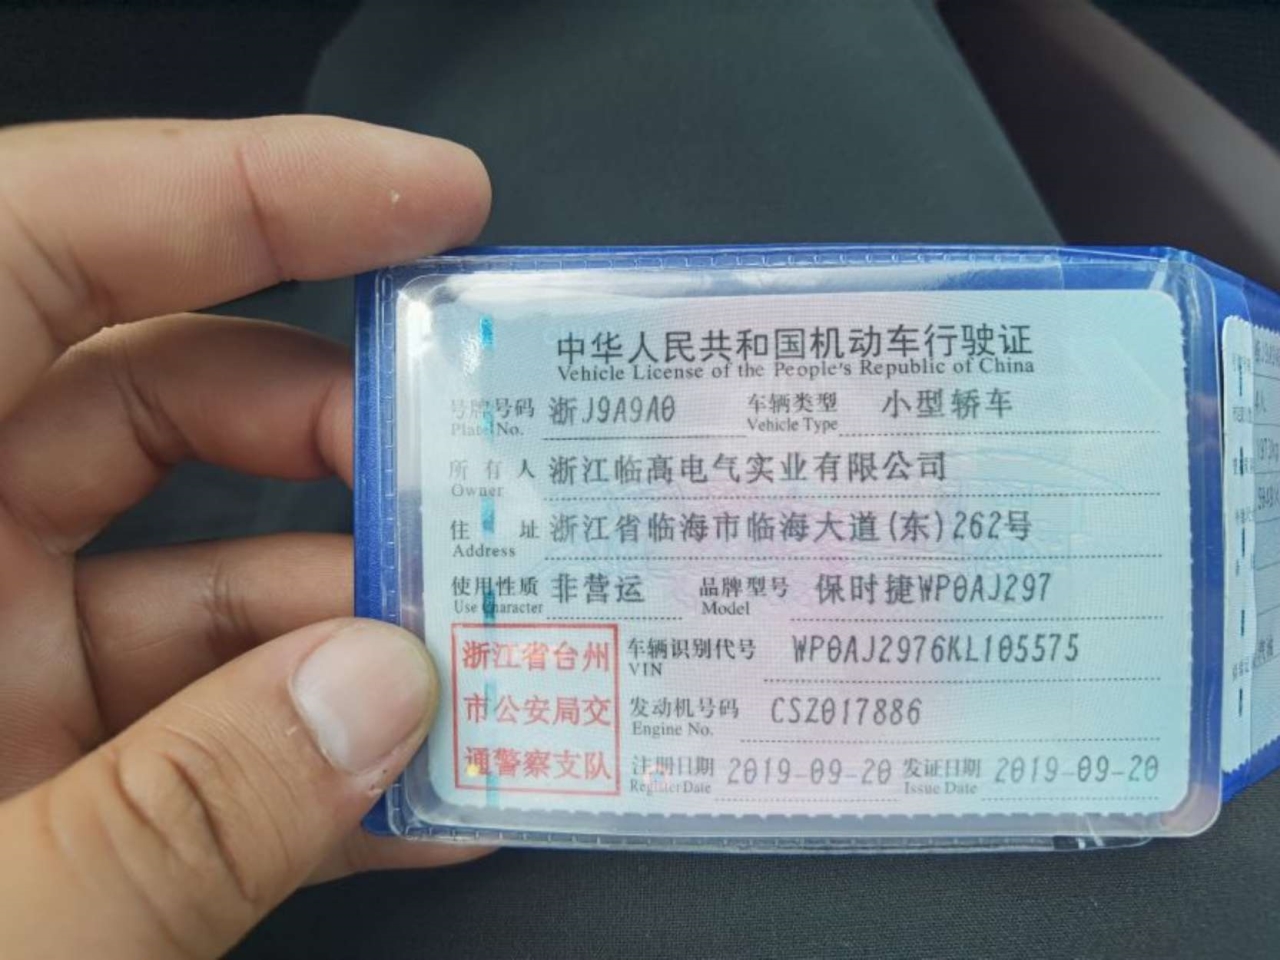 中华人民共和国机动车行驶证
Vehicle License of the People's Republic of China
号牌号码 浙J9A9A0 车辆类型 小型轿车
Plate No. Vehicle Type
所有人 浙江临高电气实业有限公司
Owner
住址 浙江省临海市临海大道(东)262号
Address
使用性质 非营运 品牌型号 保时捷WP0AJ297
Use Character Model
浙江省台州
市公安局交
通警察支队
车辆识别代号 WP0AJ2976KL105575
VIN
发动机号码 CSZ017886
Engine No.
注册日期 2019-09-20 发证日期 2019-09-20
Register Date Issue Date